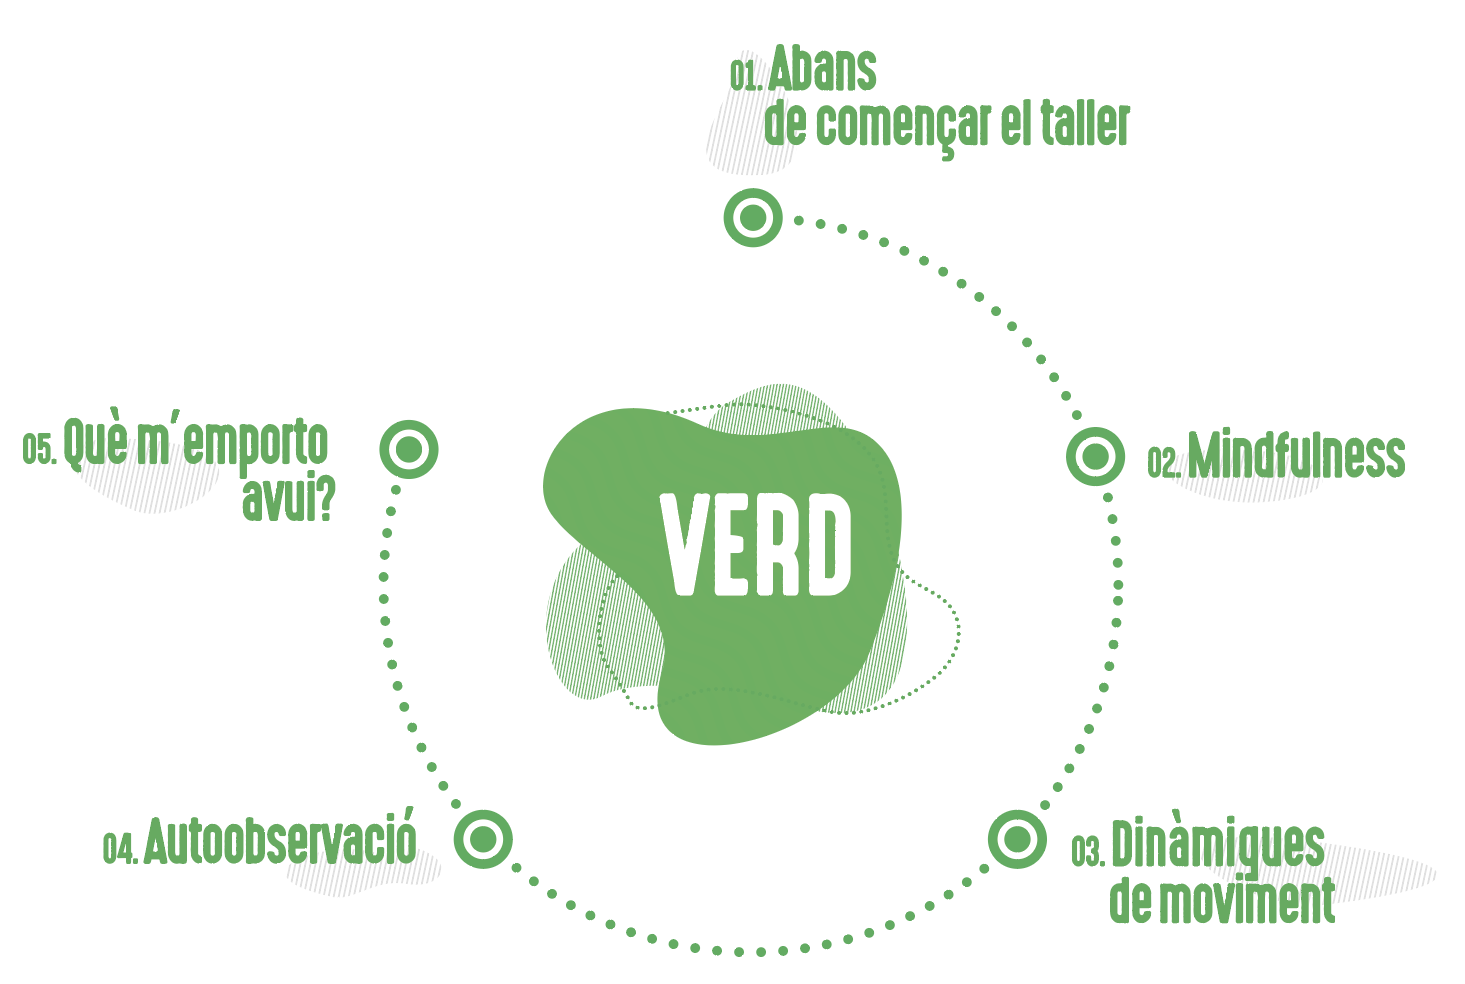 01. Abans
de començar el taller
02. Mindfulness
03. Dinàmiques
de moviment
04. Autoobservació
05. Què m´emporto
avui?
VERD